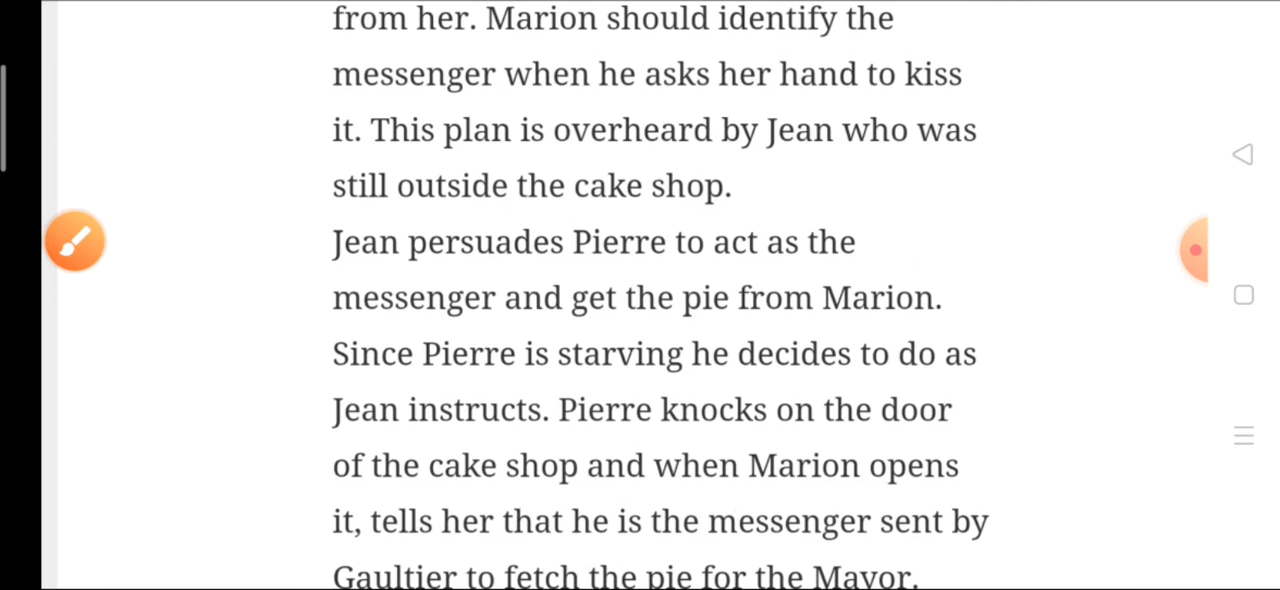 from her. Marion should identify the
messenger when he asks her hand to kiss
it. This plan is overheard by Jean who was
still outside the cake shop.
Jean persuades Pierre to act as the
messenger and get the pie from Marion.
Since Pierre is starving he decides to do as
Jean instructs. Pierre knocks on the door
of the cake shop and when Marion opens
it, tells her that he is the messenger sent by
Gaultier to fetch the pie for the Mayor.